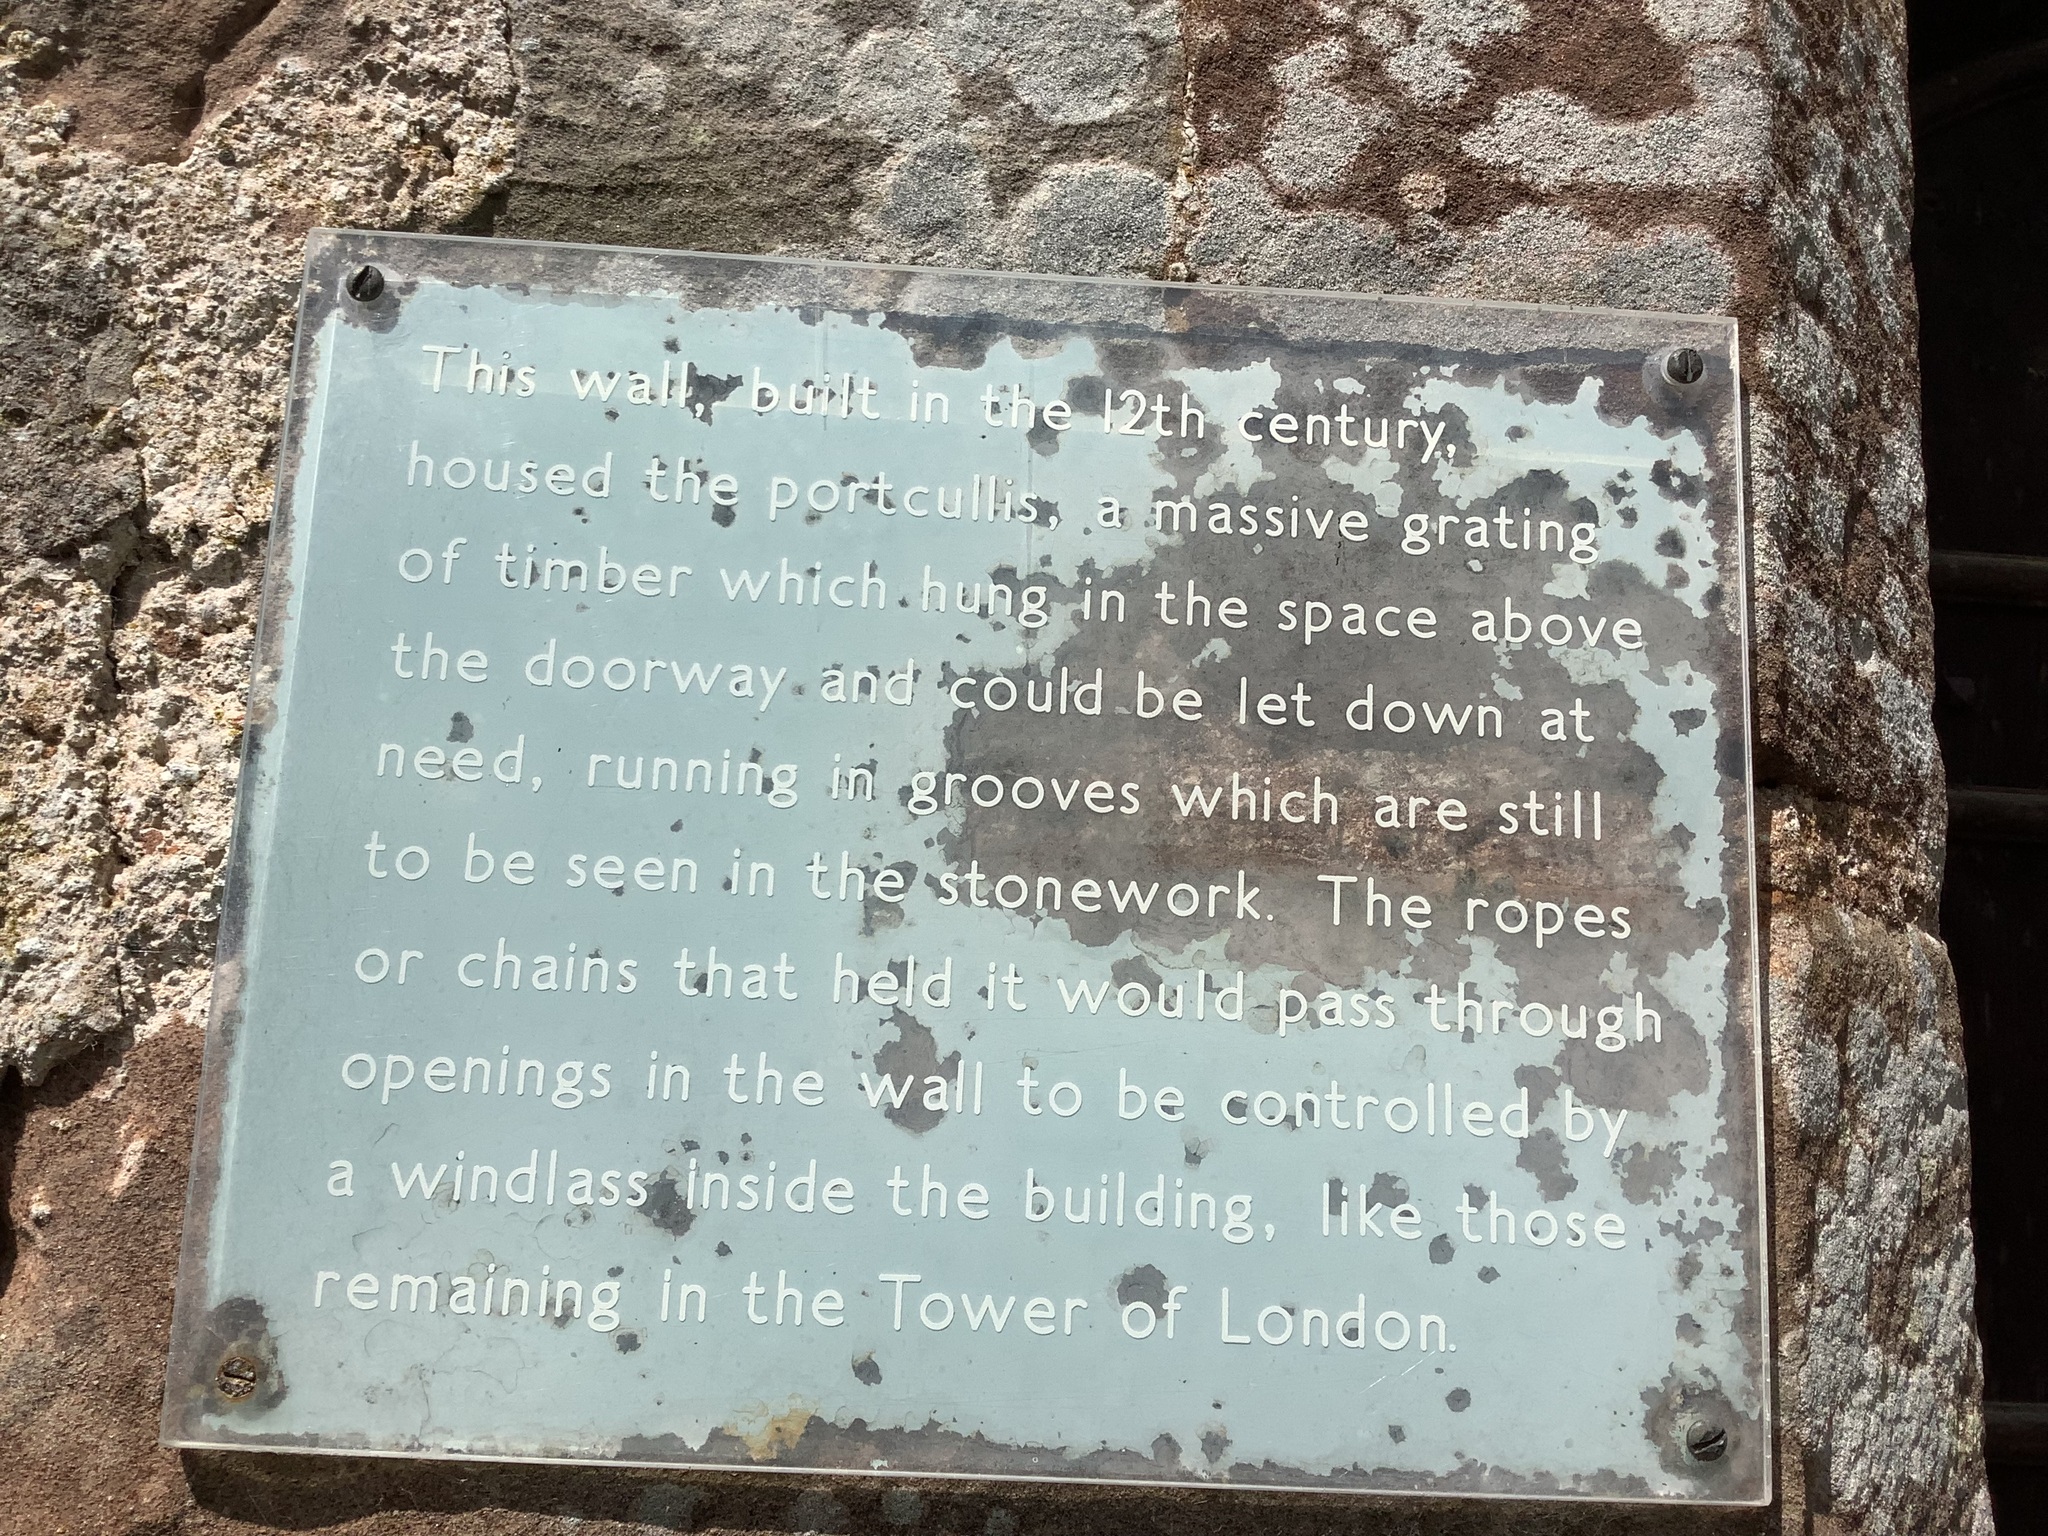 This wall, built in the 12th century,
housed the portcullis, a massive grating
of timber which hung in the space above
the doorway and could be let down at
need, running in grooves which are still
to be seen in the stonework. The ropes
or chains that held it would pass through
openings in the wall to be controlled by
a windlass inside the building, like those
remaining in the Tower of London.